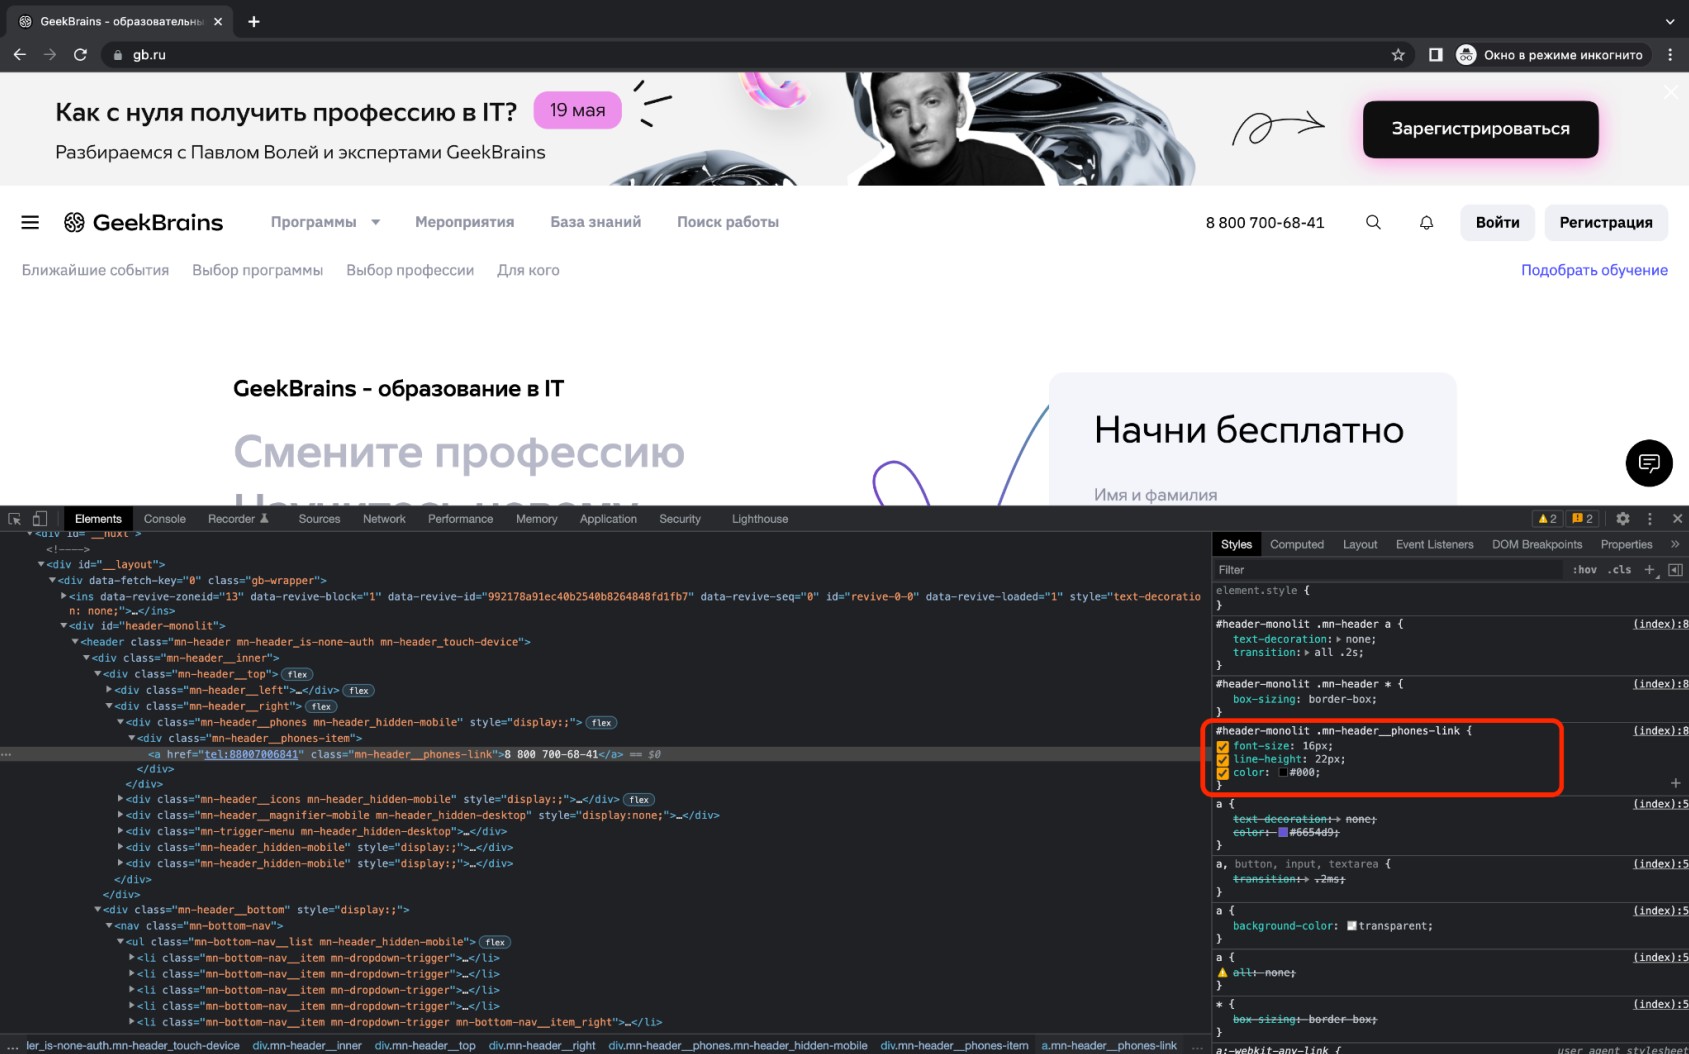 GeekBrains - образовательны
gb.ru
Окно в режиме инкогнито
Как с нуля получить профессию в IT?
19 мая
Разбираемся с Павлом Волей и экспертами GeekBrains
Зарегистрироваться
GeekBrains
Программы
Мероприятия
База знаний
Поиск работы
8 800 700-68-41
Войти
Регистрация
Ближайшие события
Выбор программы
Выбор профессии
Для кого
Подобрать обучение
GeekBrains - образование в IT
Смените профессию
Научитесь новому
Начни бесплатно
Имя и фамилия
Elements Console Recorder Sources Network Performance Memory Application Security Lighthouse
2 2
<div id="__nuxt">
<!---->
<div id="__layout">
<div data-fetch-key="0" class="gb-wrapper">
<ins data-revive-zoneid="13" data-revive-block="1" data-revive-id="992178a91ec40b2540b8264848fd1fb7" data-revive-seq="0" id="revive-0-0" data-revive-loaded="1" style="text-decoratio
n: none;">…</ins>
<div id="header-monolit">
<header class="mn-header mn-header_is-none-auth mn-header_touch-device">
<div class="mn-header__inner">
<div class="mn-header__top"> flex
<div class="mn-header__left">…</div> flex
<div class="mn-header__right"> flex
<div class="mn-header__phones mn-header_hidden-mobile" style="display:;"> flex
<div class="mn-header__phones-item">
<a href="tel:88007006841" class="mn-header__phones-link">8 800 700-68-41</a> == $0
</div>
</div>
<div class="mn-header__icons mn-header_hidden-mobile" style="display:;">…</div> flex
<div class="mn-header__magnifier-mobile mn-header_hidden-desktop" style="display:none;">…</div>
<div class="mn-trigger-menu mn-header_hidden-desktop">…</div>
<div class="mn-header_hidden-mobile" style="display:;">…</div>
<div class="mn-header_hidden-mobile" style="display:;">…</div>
</div>
</div>
<div class="mn-header__bottom" style="display:;">
<nav class="mn-bottom-nav">
<ul class="mn-bottom-nav__list mn-header_hidden-mobile"> flex
<li class="mn-bottom-nav__item mn-dropdown-trigger">…</li>
<li class="mn-bottom-nav__item mn-dropdown-trigger">…</li>
<li class="mn-bottom-nav__item mn-dropdown-trigger">…</li>
<li class="mn-bottom-nav__item mn-dropdown-trigger">…</li>
<li class="mn-bottom-nav__item mn-dropdown-trigger mn-bottom-nav__item_right">…</li>
... ler_is-none-auth.mn-header_touch-device div.mn-header__inner div.mn-header__top div.mn-header__right div.mn-header__phones.mn-header_hidden-mobile div.mn-header__phones-item a.mn-header__phones-link ...
Styles Computed Layout Event Listeners DOM Breakpoints Properties »
Filter :hov .cls +
element.style {
}
#header-monolit .mn-header a { (index):8
text-decoration: none;
transition: all .2s;
}
#header-monolit .mn-header * { (index):8
box-sizing: border-box;
}
#header-monolit .mn-header__phones-link { (index):8
font-size: 16px;
line-height: 22px;
color: #000;
}
a { (index):5
text-decoration: none;
color: #6654d9;
}
a, button, input, textarea { (index):5
transition: .2ms;
}
a { (index):5
background-color: transparent;
}
a { (index):5
all: none;
}
* { (index):5
box-sizing: border-box;
}
a:-webkit-any-link { user agent stylesheet